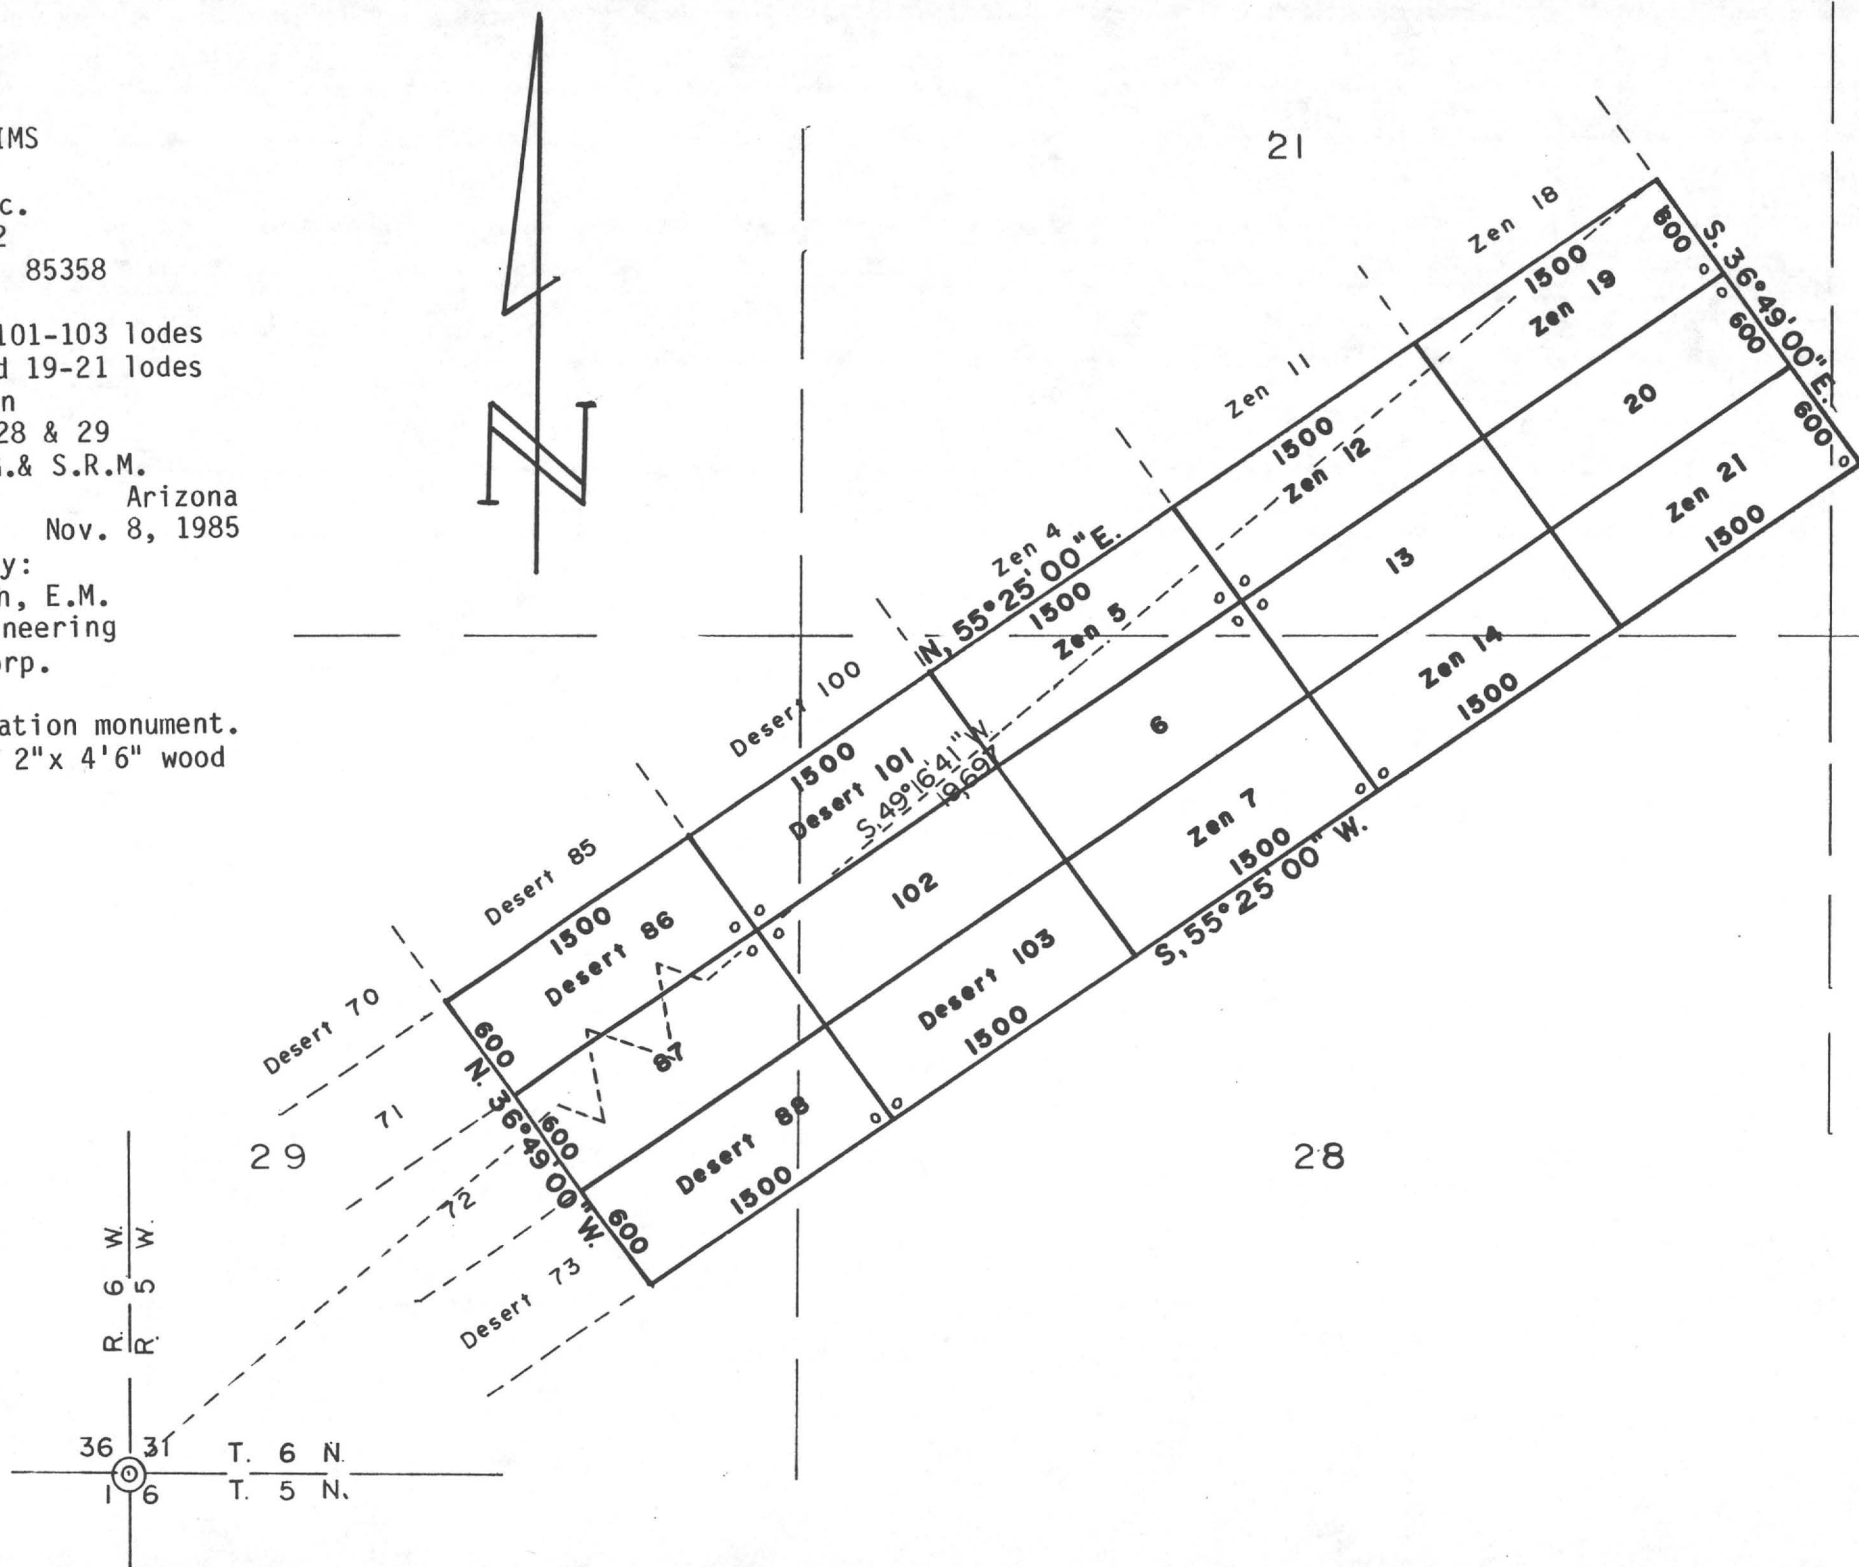 IMS
c.
2
85358
101-103 lodes
d 19-21 lodes
n
28 & 29
.& S.R.M.
Arizona
Nov. 8, 1985
y:
n, E.M.
neering
orp.
ation monument.
2"x 4'6" wood
N
21
Zen 18
1500
Zen 19
600
S. 36°49'00"E.
600
20
600
Zen 21
1500
Zen 11
1500
Zen 12
13
Zen 14
1500
Zen 4
N, 55°25'00"E.
1500
Zen 5
6
Zen 7
1500
S, 55°25'00" W.
Desert 100
1500
Desert 101
S. 49°16'41" W.
102
Desert 103
1500
Desert 85
1500
Desert 86
87
Desert 88
1500
Desert 70
600
N. 36°49'00"W.
600
600
71
72
Desert 73
29
28
R. 6 W.
R. 5 W.
36 31
T. 6 N.
1 6
T. 5 N.